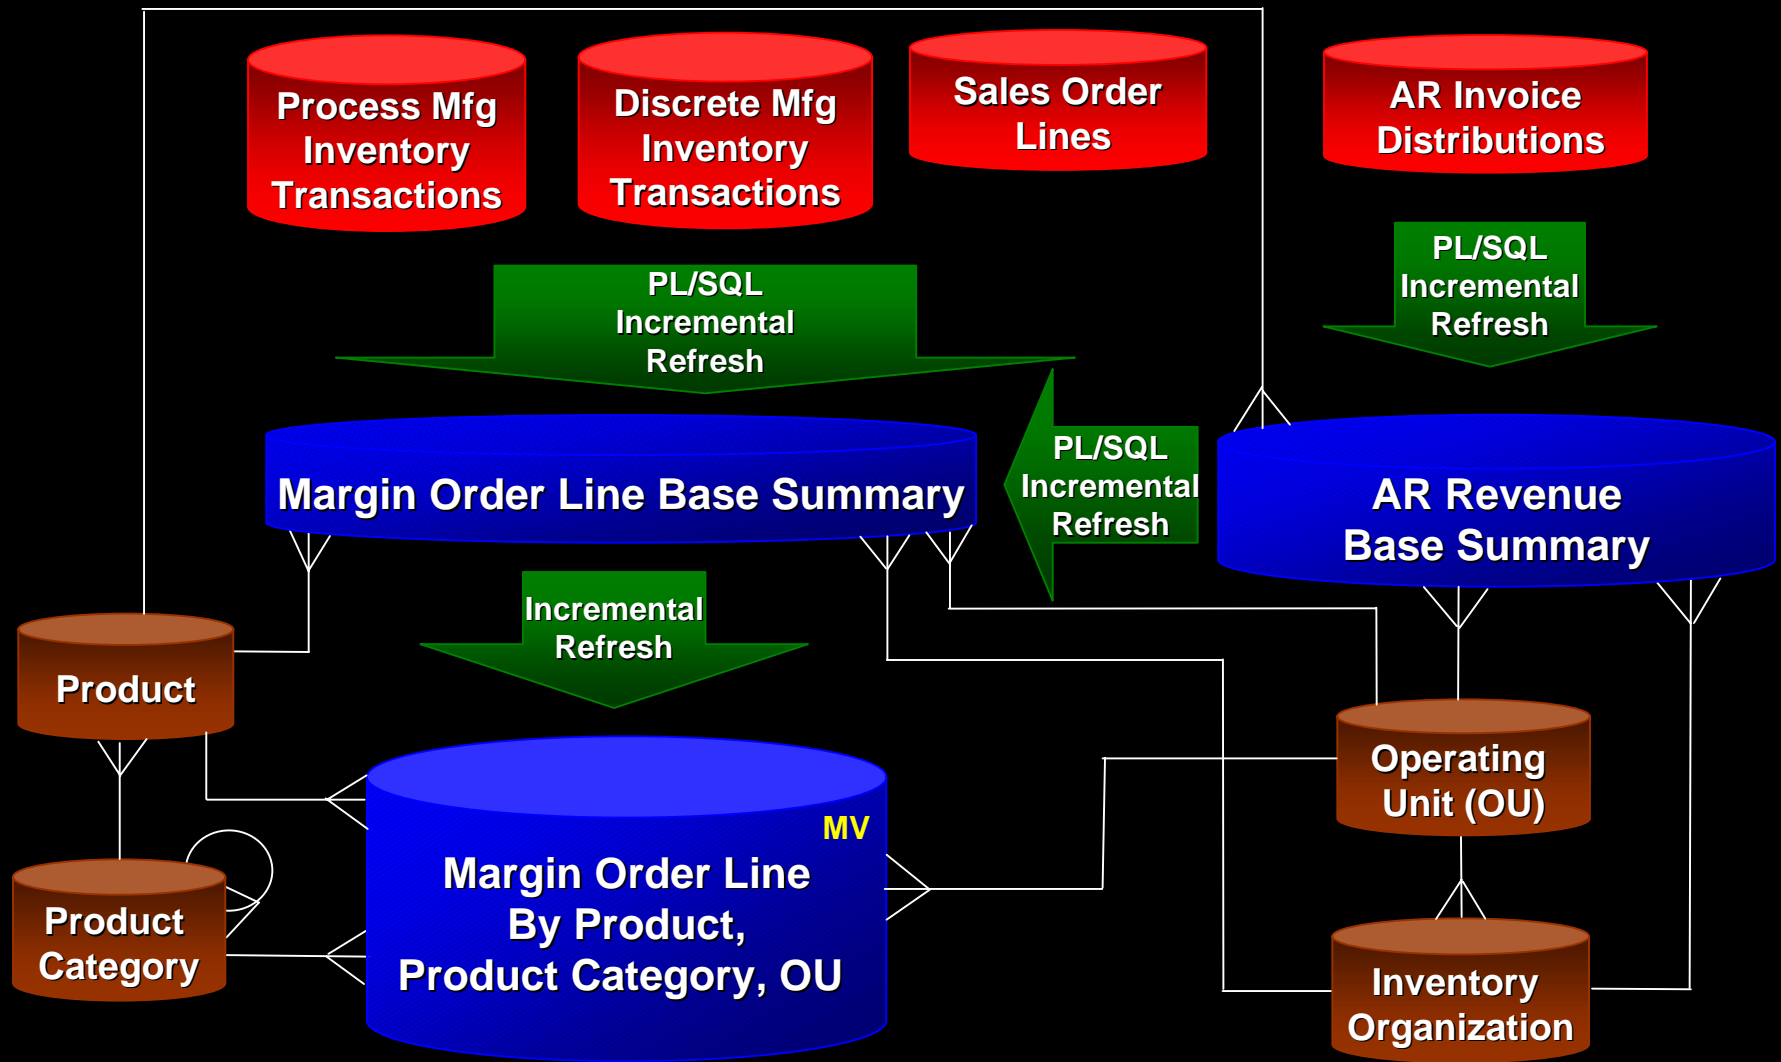 Process Mfg
Inventory
Transactions
Discrete Mfg
Inventory
Transactions
Sales Order
Lines
AR Invoice
Distributions
PL/SQL
Incremental
Refresh
PL/SQL
Incremental
Refresh
Margin Order Line Base Summary
PL/SQL
Incremental
Refresh
AR Revenue
Base Summary
Incremental
Refresh
Product
MV
Margin Order Line
By Product,
Product Category, OU
Operating
Unit (OU)
Product
Category
Inventory
Organization